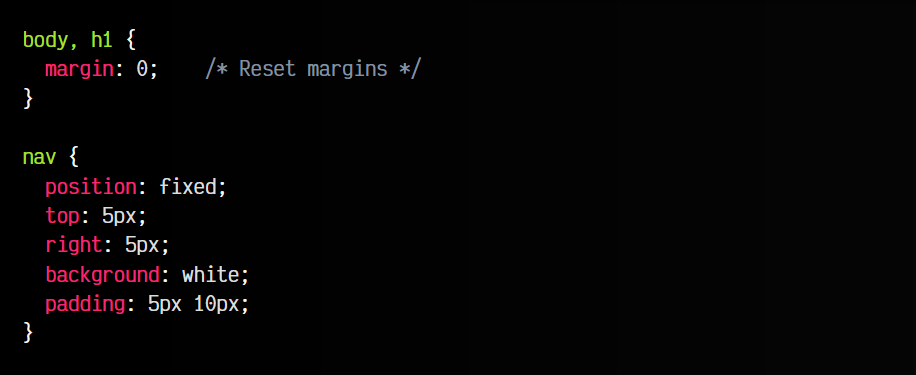 body, h1 {
  margin: 0;    /* Reset margins */
}

nav {
  position: fixed;
  top: 5px;
  right: 5px;
  background: white;
  padding: 5px 10px;
}